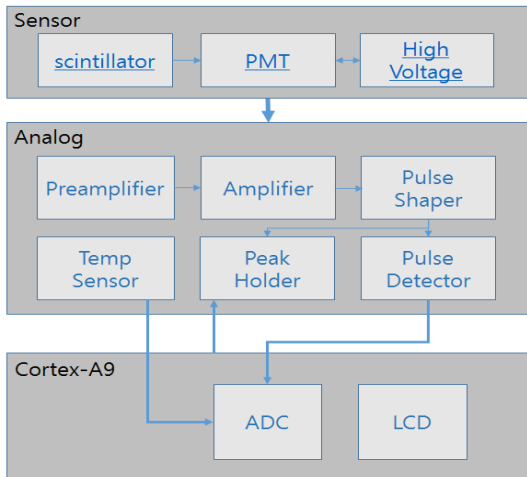 Sensor
scintillator
PMT
High
Voltage
Analog
Preamplifier
Amplifier
Pulse
Shaper
Temp
Sensor
Peak
Holder
Pulse
Detector
Cortex-A9
ADC
LCD